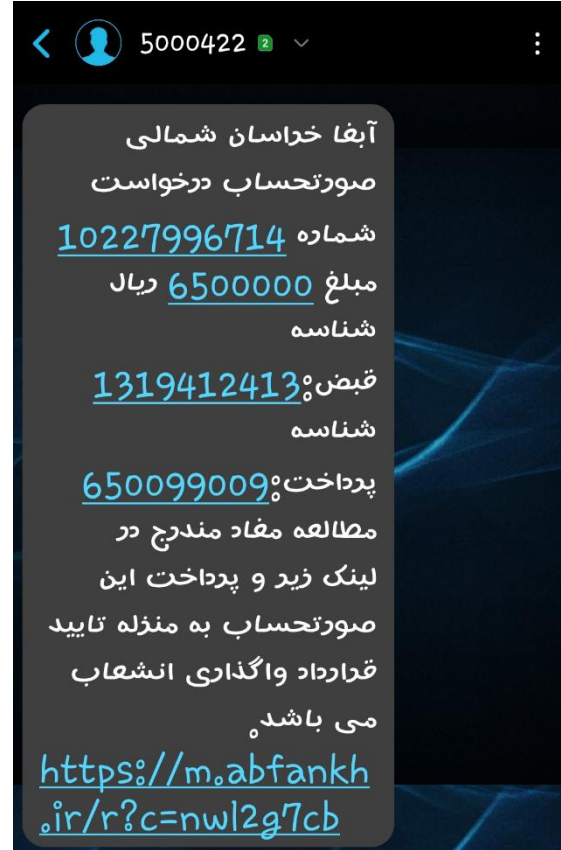 5000422 2
آبفا خراسان شمالی
صورتحساب درخواست
شماره 10227996714
مبلغ 6500000 ریال
شناسه
قبض:1319412413
شناسه
پرداخت:650099009
مطالعه مفاد مندرج در
لینک زیر و پرداخت این
صورتحساب به منزله تایید
قرارداد واگذاری انشعاب
می باشد.
https://m.abfankh
.ir/r?c=nwl2g7cb